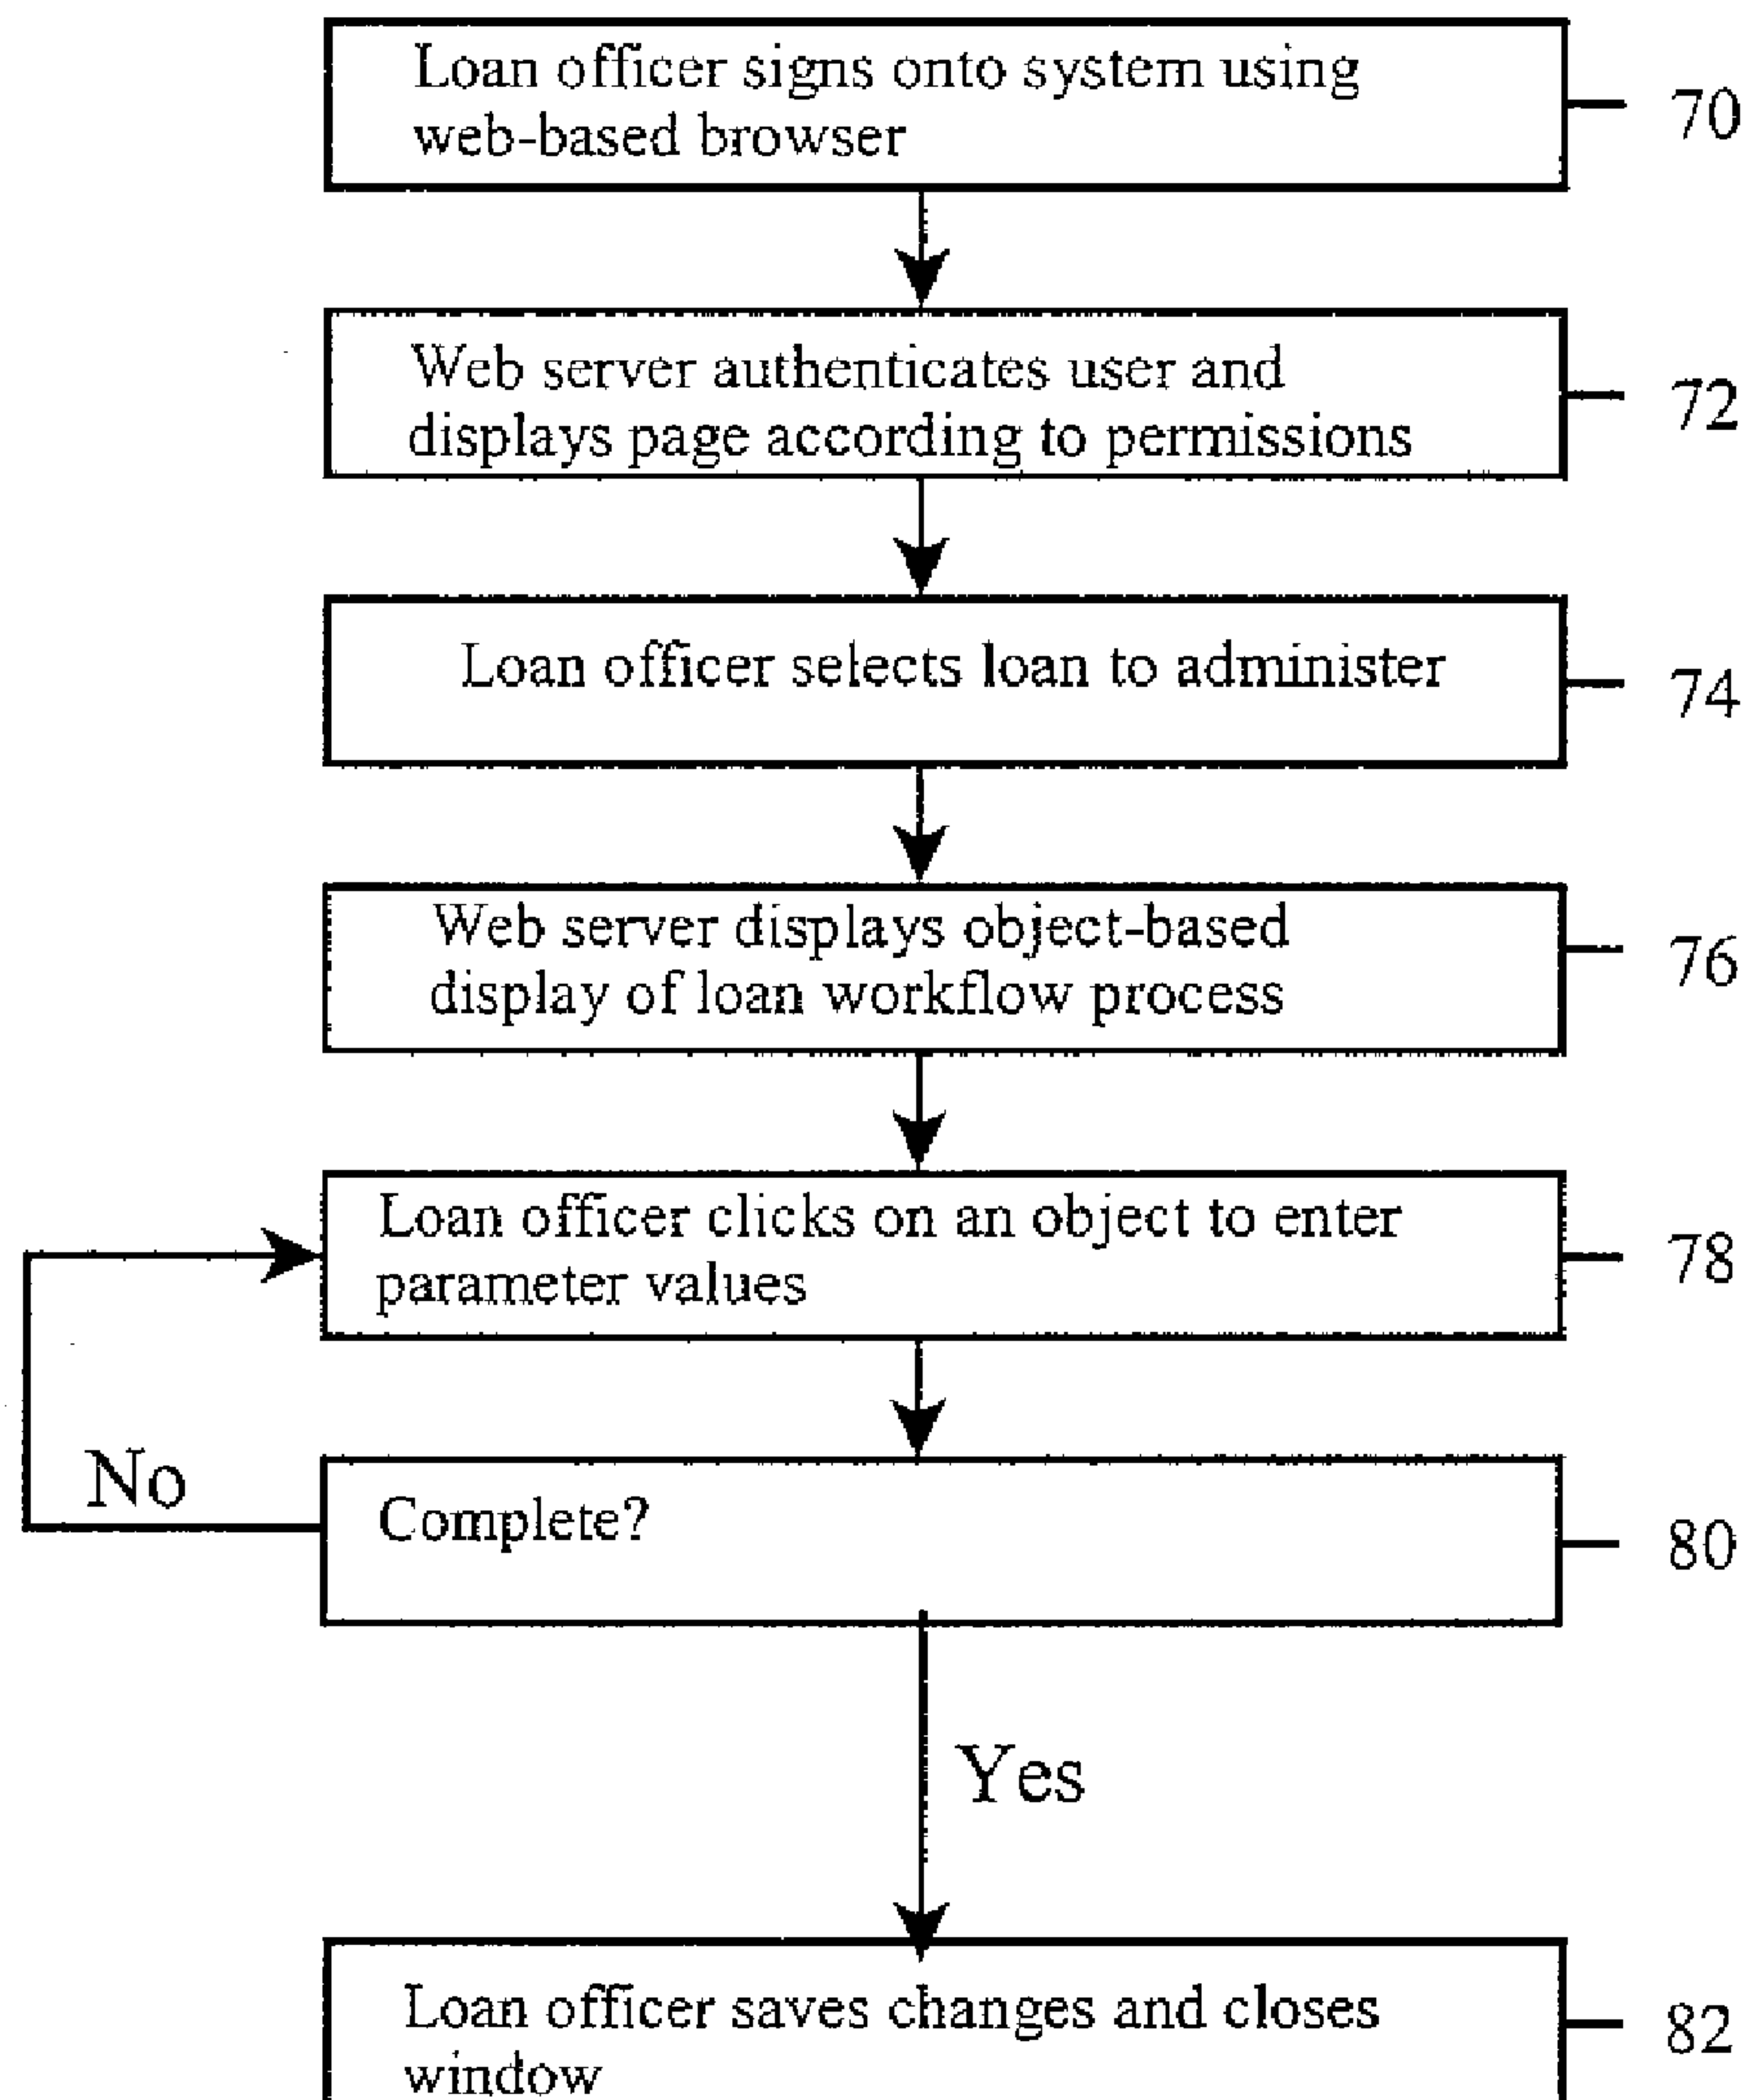 Loan officer signs onto system using
web-based browser
70
Web server authenticates user and
displays page according to permissions
72
Loan officer selects loan to administer
74
Web server displays object-based
display of loan workflow process
76
Loan officer clicks on an object to enter
parameter values
78
No
Complete?
80
Yes
Loan officer saves changes and closes
window
82